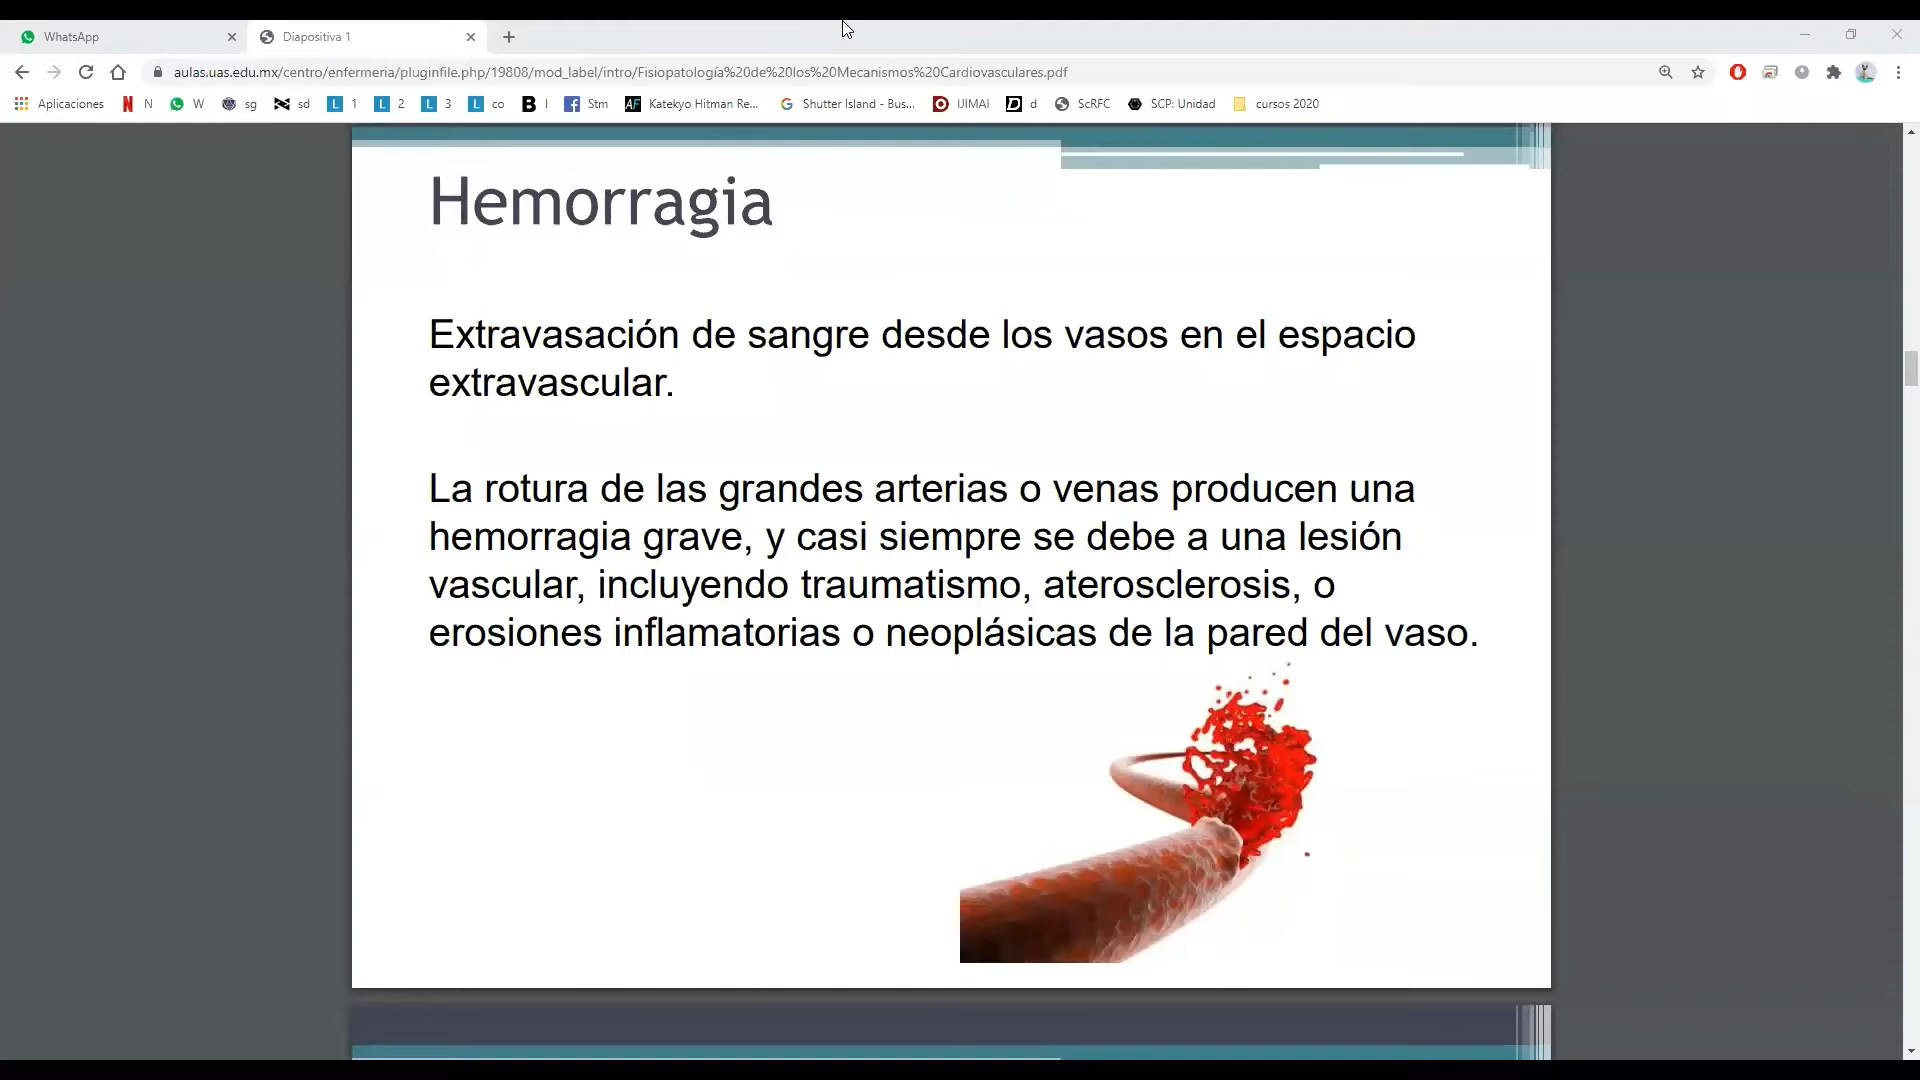 WhatsApp
Diapositiva 1
aulas.uas.edu.mx/centro/enfermeria/pluginfile.php/19808/mod_label/intro/Fisiopatología%20de%20los%20Mecanismos%20Cardiovasculares.pdf
Aplicaciones N W sg sd L 1 L 2 L 3 L co B I Stm AF Katekyo Hitman Re... Shutter Island - Bus... IJIMAI D d ScRFC SCP: Unidad cursos 2020
Hemorragia
Extravasación de sangre desde los vasos en el espacio
extravascular.
La rotura de las grandes arterias o venas producen una
hemorragia grave, y casi siempre se debe a una lesión
vascular, incluyendo traumatismo, aterosclerosis, o
erosiones inflamatorias o neoplásicas de la pared del vaso.